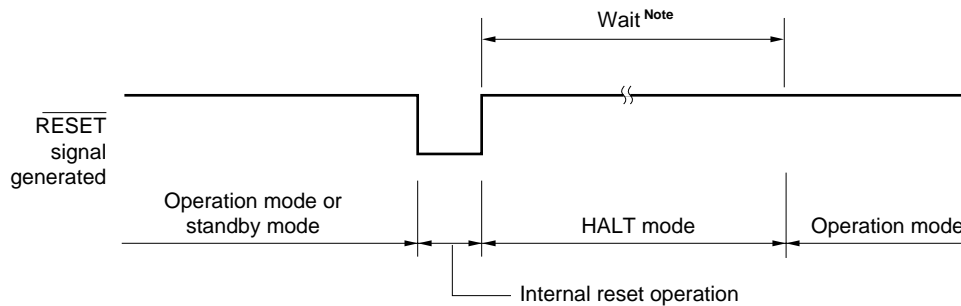 Wait Note
RESET
signal
generated
Operation mode or
standby mode
HALT mode
Operation mode
Internal reset operation